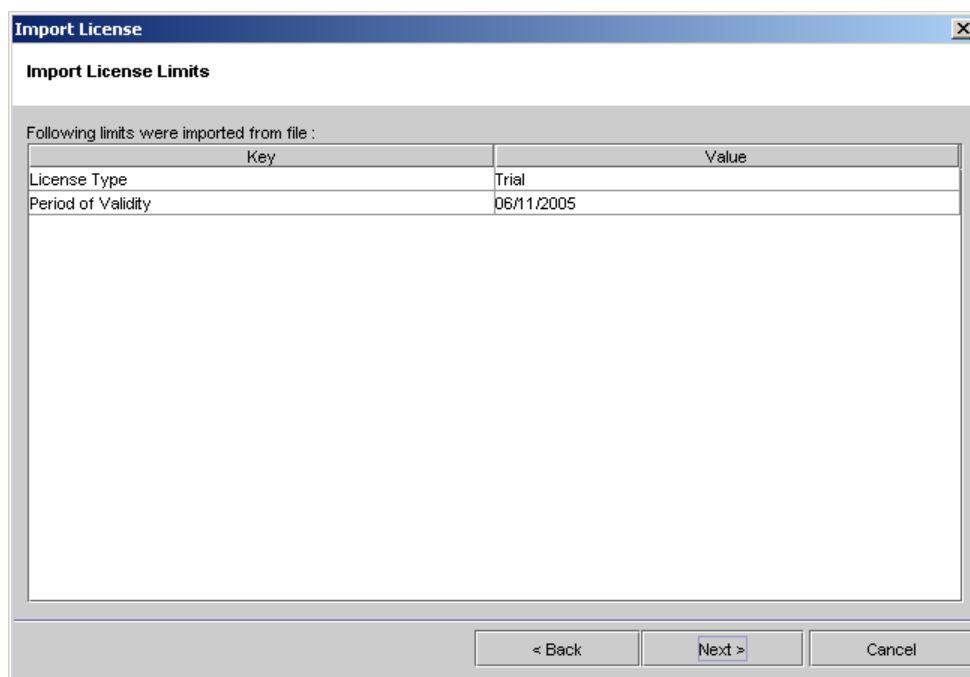 Import License
Import License Limits
Following limits were imported from file :
Key Value
License Type Trial
Period of Validity 06/11/2005
< Back Next > Cancel